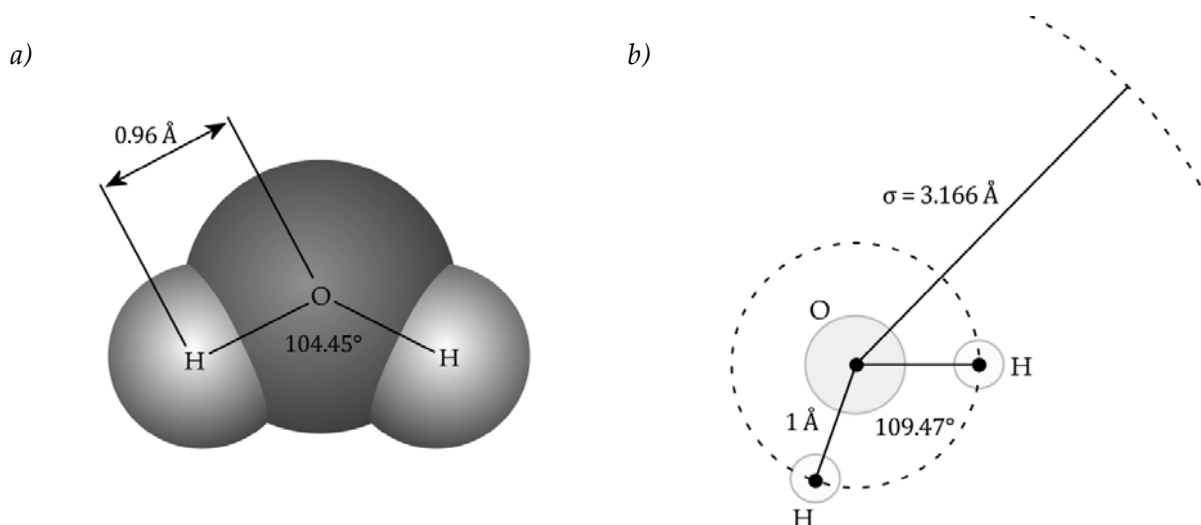 a)
0.96 Å
O
H
104.45°
H
b)
σ = 3.166 Å
O
H
1 Å
109.47°
H